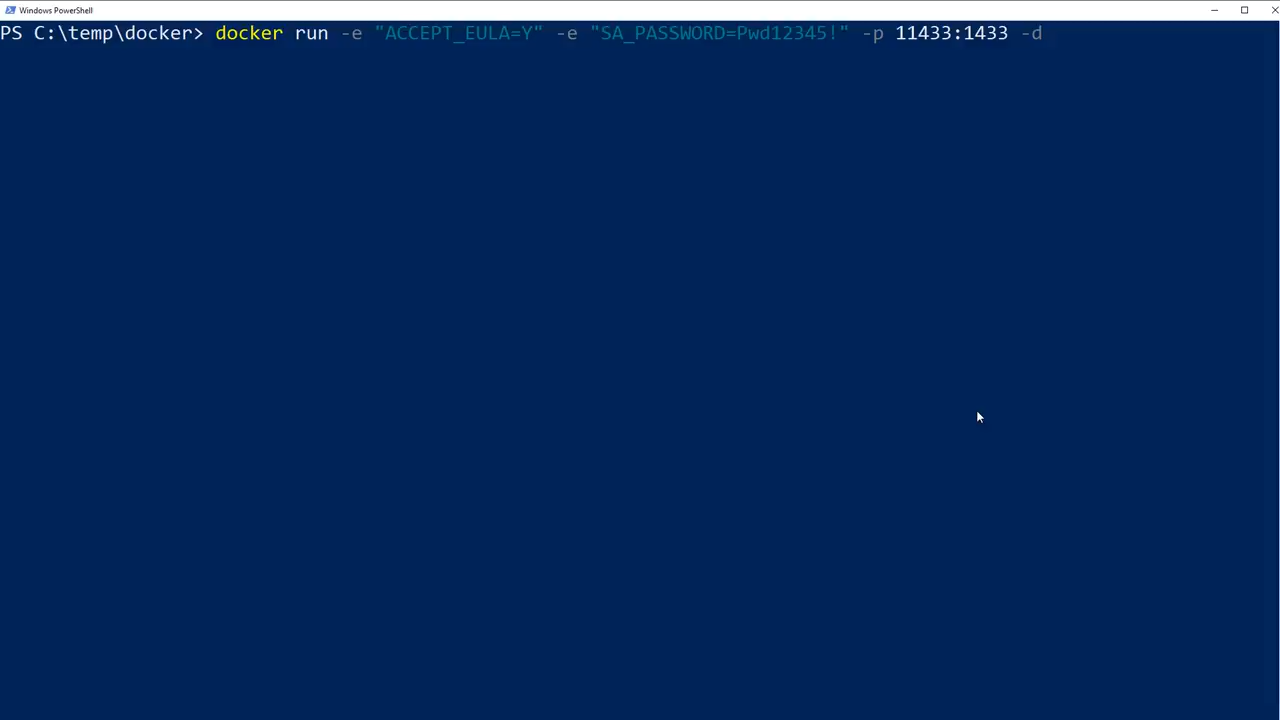 Windows PowerShell
PS C:\temp\docker> docker run -e "ACCEPT_EULA=Y" -e "SA_PASSWORD=Pwd12345!" -p 11433:1433 -d